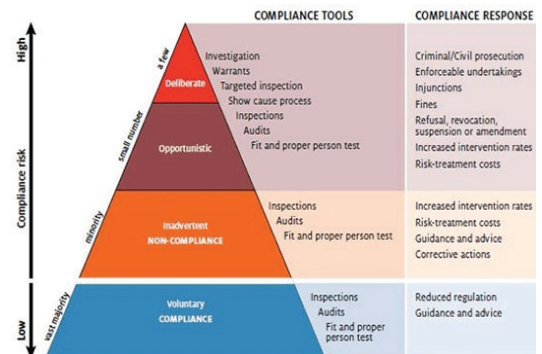 COMPLIANCE TOOLS
COMPLIANCE RESPONSE
High
Compliance risk
Low
a few
small number
minority
vast majority
Deliberate
Opportunistic
Inadvertent
NON-COMPLIANCE
Voluntary
COMPLIANCE
Investigation
Warrants
Targeted inspection
Show cause process
Inspections
Audits
Fit and proper person test
Criminal/Civil prosecution
Enforceable undertakings
Injunctions
Fines
Refusal, revocation,
suspension or amendment
Increased intervention rates
Risk-treatment costs
Inspections
Audits
Fit and proper person test
Increased intervention rates
Risk-treatment costs
Guidance and advice
Corrective actions
Inspections
Audits
Fit and proper
person test
Reduced regulation
Guidance and advice